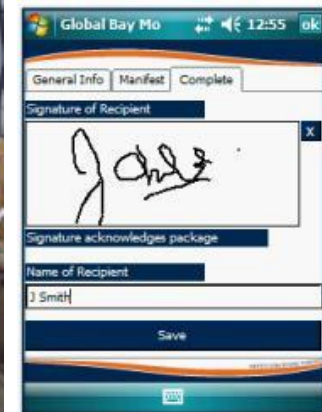 Global Bay Mo 12:55 ok
General Info Manifest Complete
Signature of Recipient
X
Signature acknowledges package
Name of Recipient
J Smith
Save